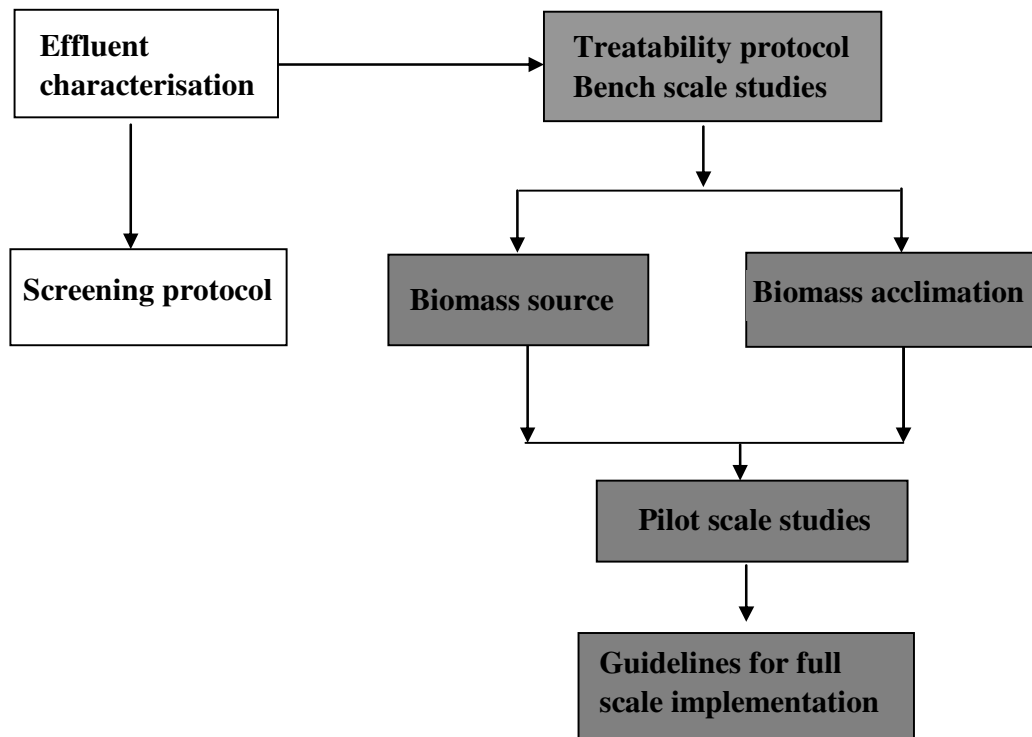 Effluent
characterisation
Treatability protocol
Bench scale studies
Screening protocol
Biomass source
Biomass acclimation
Pilot scale studies
Guidelines for full
scale implementation